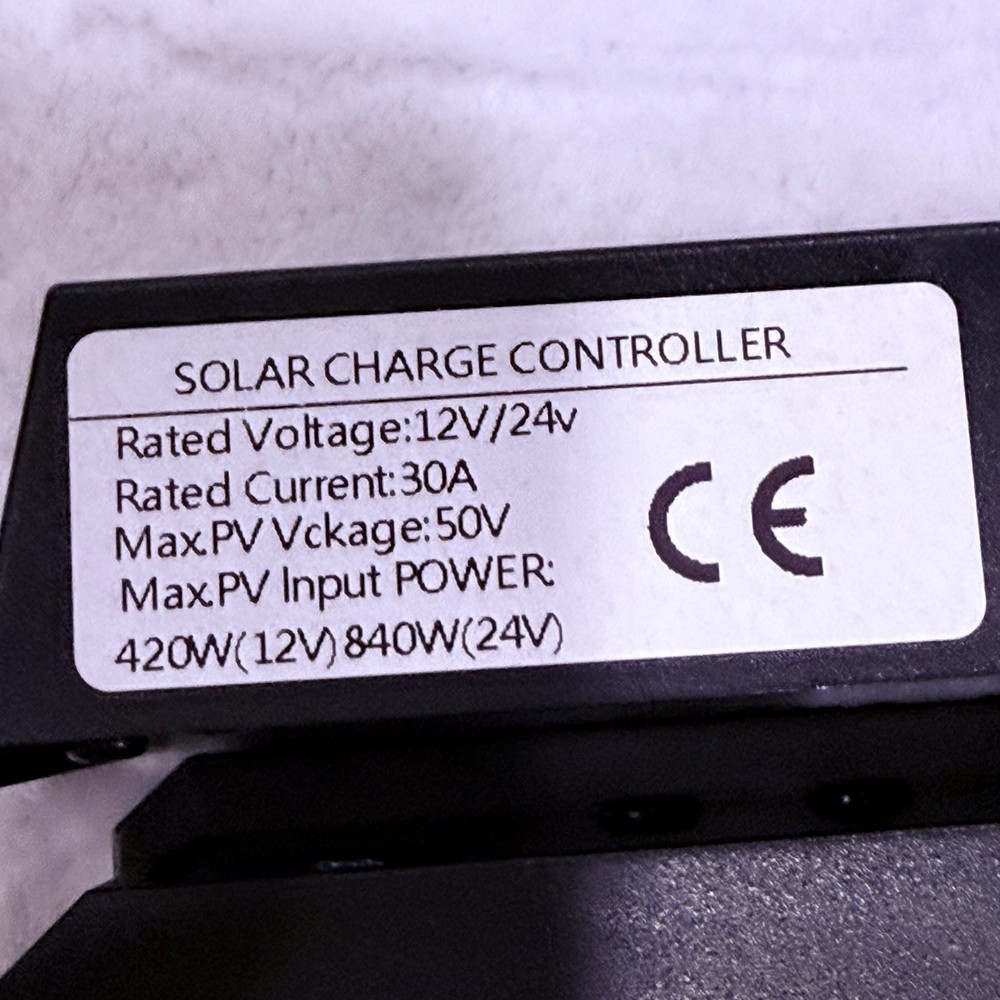 SOLAR CHARGE CONTROLLER
Rated Voltage:12V/24v
Rated Current:30A
Max.PV Vckage:50V
Max.PV Input POWER:
420W(12V)840W(24V)
CE